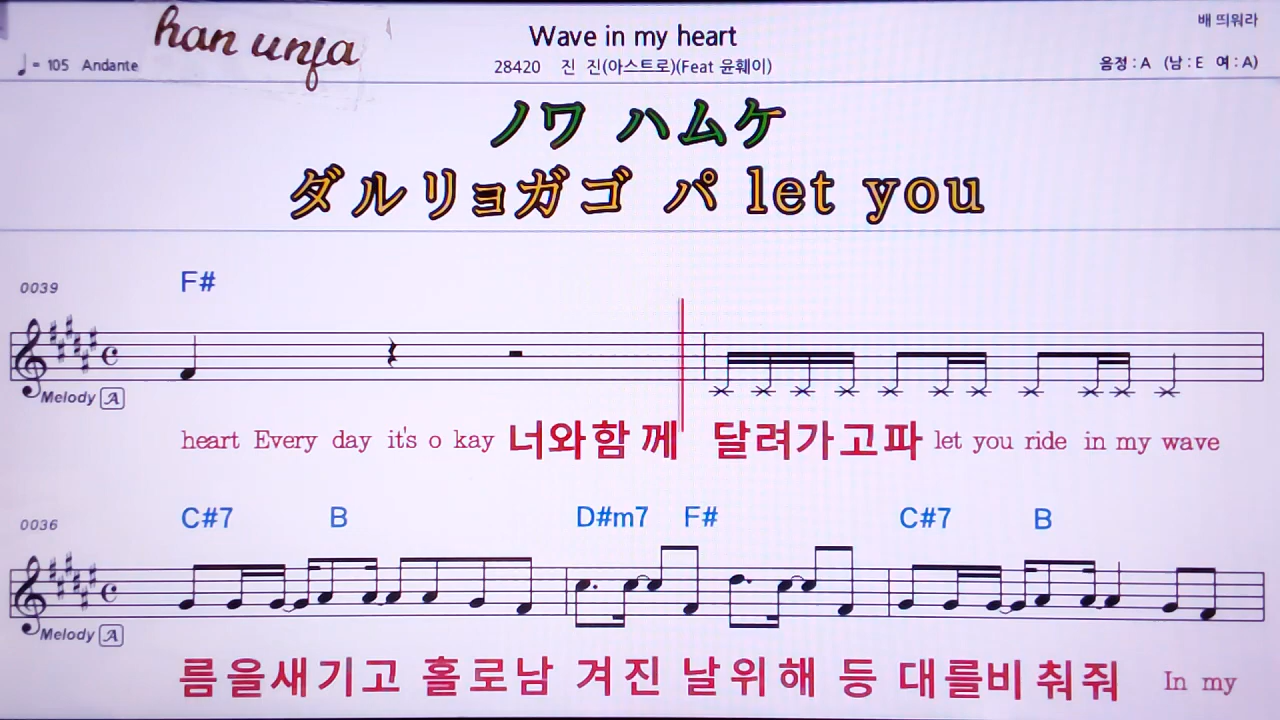 han unfa
Wave in my heart
배 띄워라
♩= 105 Andante
28420 진 진(아스트로)(Feat 윤훼이)
음정 : A (남 : E 여 : A)
ノワ ハムケ
ダルリョガゴ パ let you
0039
F#
Melody A
heart Every day it's o kay 너와함께 달려가고파 let you ride in my wave
0036
C#7 B D#m7 F# C#7 B
Melody A
름을새기고 홀로남 겨진 날위해 등 대를비 춰줘 In my